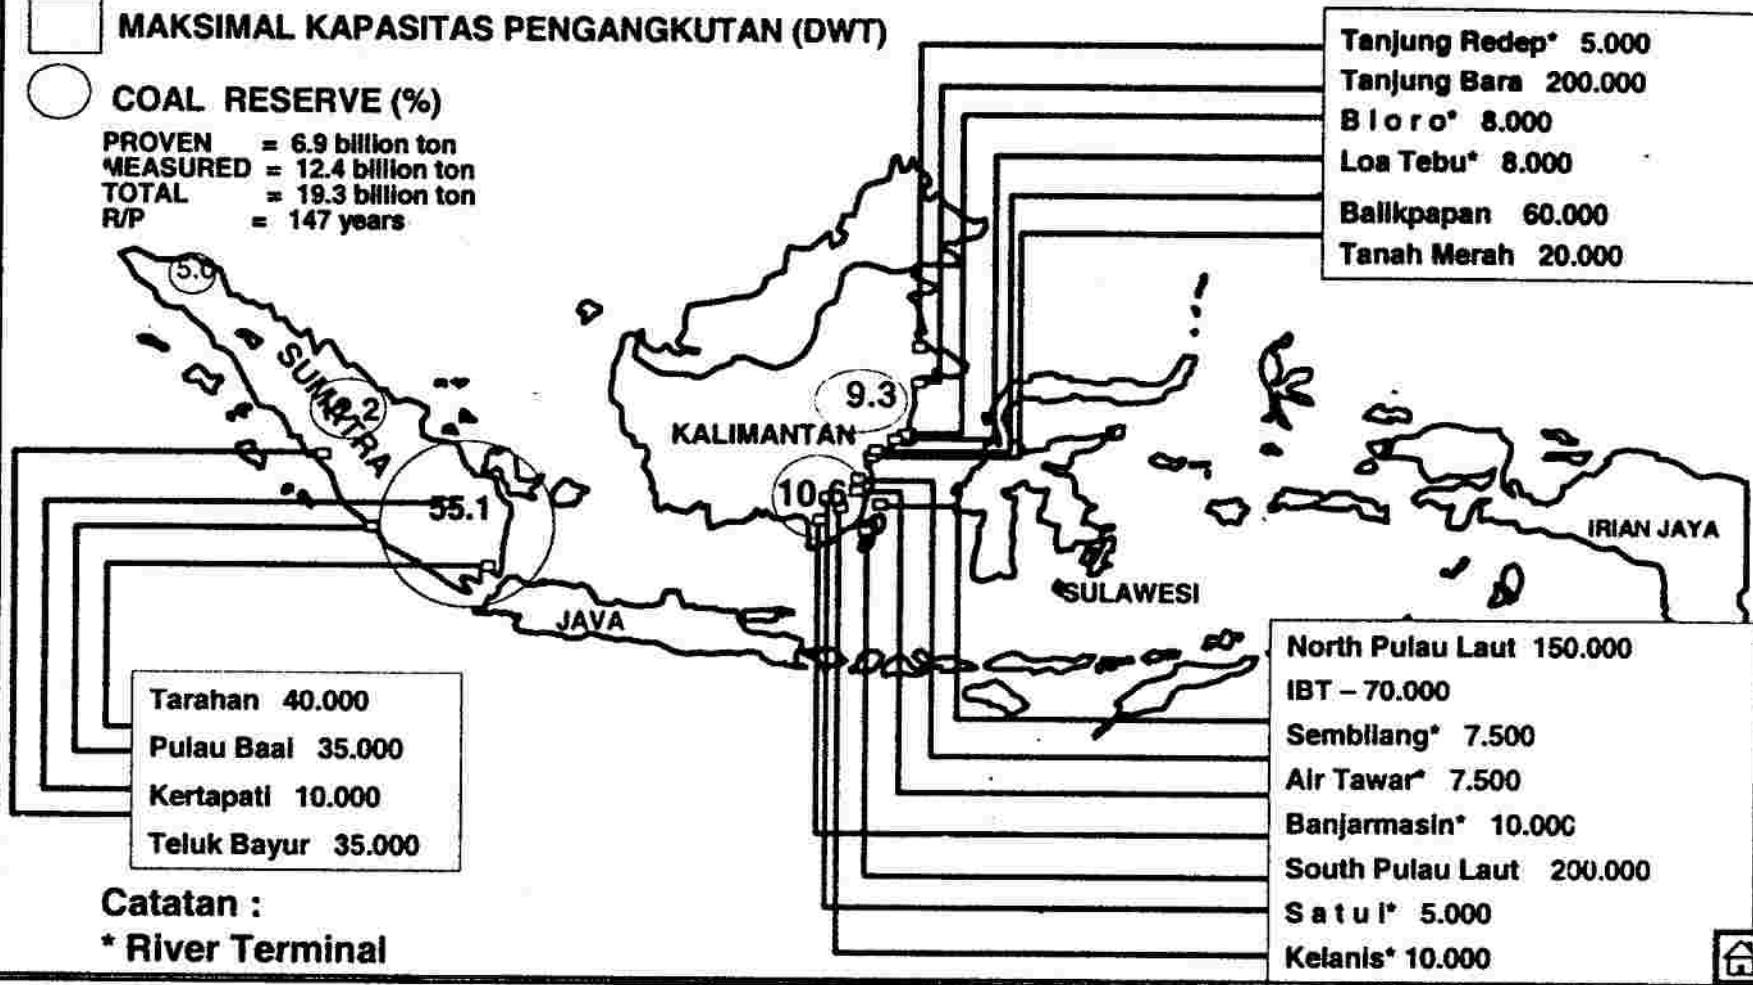 MAKSIMAL KAPASITAS PENGANGKUTAN (DWT)
COAL RESERVE (%)
PROVEN = 6.9 billion ton
MEASURED = 12.4 billion ton
TOTAL = 19.3 billion ton
R/P = 147 years
Tanjung Redep* 5.000
Tanjung Bara 200.000
B l o r o* 8.000
Loa Tebu* 8.000
Balikpapan 60.000
Tanah Merah 20.000
SUMATRA
55.1
KALIMANTAN
9.3
10.6
SULAWESI
IRIAN JAYA
JAVA
Tarahan 40.000
Pulau Baai 35.000
Kertapati 10.000
Teluk Bayur 35.000
North Pulau Laut 150.000
IBT – 70.000
Sembilang* 7.500
Air Tawar* 7.500
Banjarmasin* 10.000
South Pulau Laut 200.000
S a t u i* 5.000
Kelanis* 10.000
Catatan :
* River Terminal